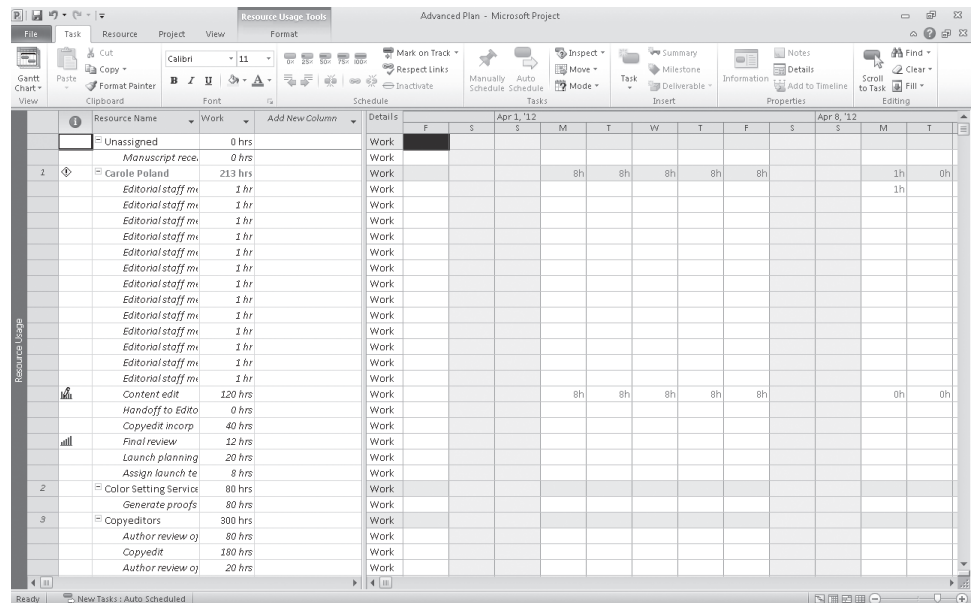 Resource Usage Tools
Advanced Plan - Microsoft Project
File Task Resource Project View Format
Gantt Chart
View
Paste
Cut
Copy
Format Painter
Clipboard
Calibri 11
B I U A
Font
0% 25% 50% 75% 100%
Mark on Track
Respect Links
Inactivate
Schedule
Manually Schedule
Auto Schedule
Inspect
Move
Mode
Tasks
Task
Summary
Milestone
Deliverable
Insert
Information
Notes
Details
Add to Timeline
Properties
Scroll to Task
Find
Clear
Fill
Editing
Resource Name Work Add New Column Details Apr 1, '12 Apr 8, '12
F S S M T W T F S S M T
Unassigned 0 hrs Work
Manuscript rece 0 hrs Work
1 Carole Poland 213 hrs Work 8h 8h 8h 8h 8h 1h 0h
Editorial staff me 1 hr Work 1h
Editorial staff me 1 hr Work
Editorial staff me 1 hr Work
Editorial staff me 1 hr Work
Editorial staff me 1 hr Work
Editorial staff me 1 hr Work
Editorial staff me 1 hr Work
Editorial staff me 1 hr Work
Editorial staff me 1 hr Work
Editorial staff me 1 hr Work
Editorial staff me 1 hr Work
Editorial staff me 1 hr Work
Editorial staff me 1 hr Work
Content edit 120 hrs Work 8h 8h 8h 8h 8h 0h 0h
Handoff to Edito 0 hrs Work
Copyedit incorp 40 hrs Work
Final review 12 hrs Work
Launch planning 20 hrs Work
Assign launch te 8 hrs Work
2 Color Setting Service 80 hrs Work
Generate proofs 80 hrs Work
3 Copyeditors 300 hrs Work
Author review of 80 hrs Work
Copyedit 180 hrs Work
Author review of 20 hrs Work
Resource Usage
Ready New Tasks : Auto Scheduled